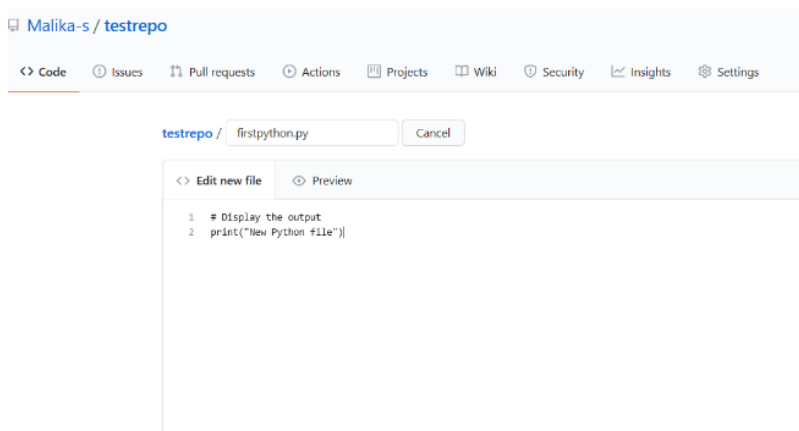 Malika-s / testrepo
<> Code Issues Pull requests Actions Projects Wiki Security Insights Settings
testrepo / firstpython.py Cancel
<> Edit new file Preview
1 # Display the output
2 print("New Python file")